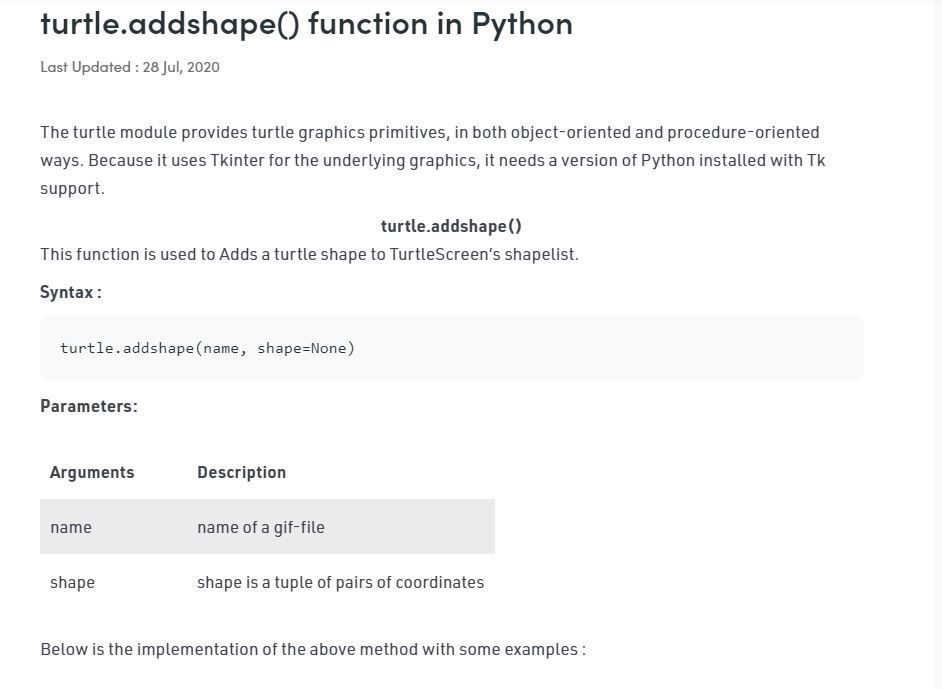 turtle.addshape() function in Python
Last Updated : 28 Jul, 2020
The turtle module provides turtle graphics primitives, in both object-oriented and procedure-oriented
ways. Because it uses Tkinter for the underlying graphics, it needs a version of Python installed with Tk
support.
turtle.addshape()
This function is used to Adds a turtle shape to TurtleScreen’s shapelist.
Syntax :
turtle.addshape(name, shape=None)
Parameters:
Arguments Description
name name of a gif-file
shape shape is a tuple of pairs of coordinates
Below is the implementation of the above method with some examples :